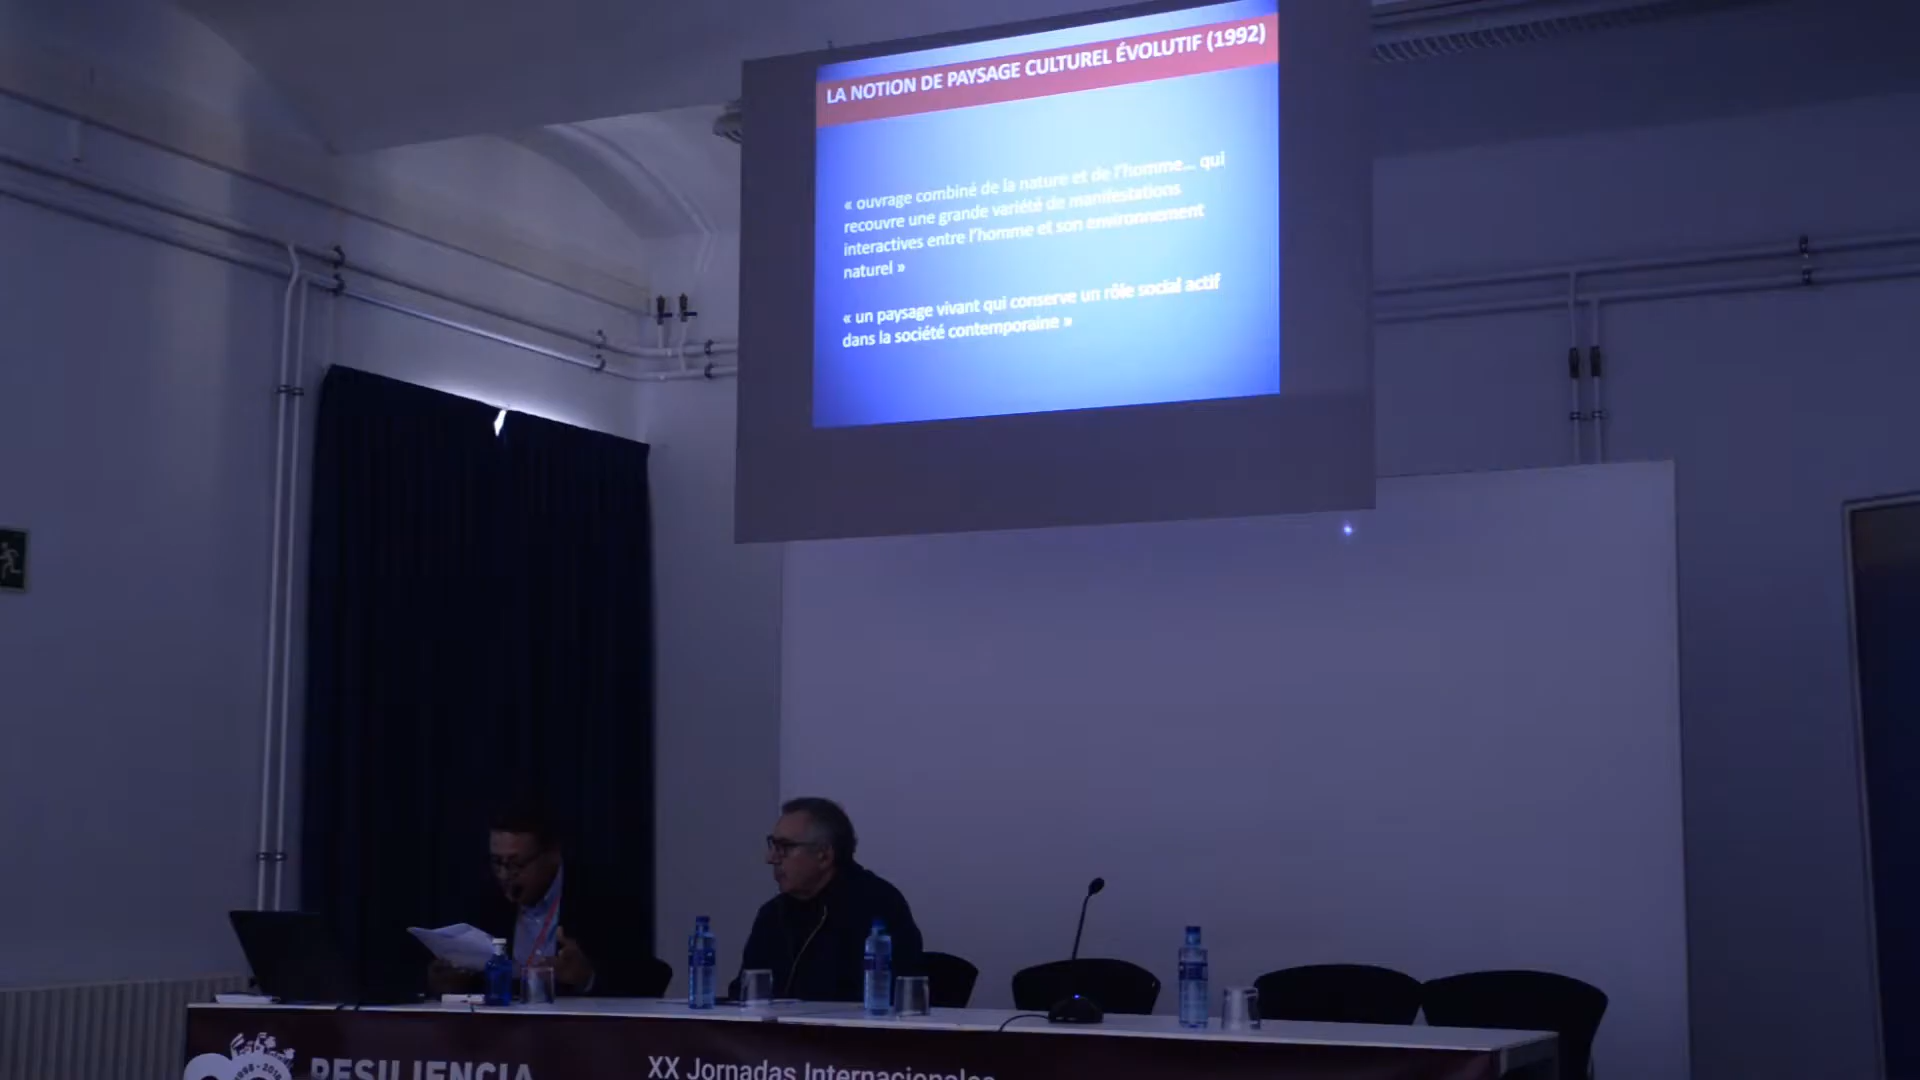 LA NOTION DE PAYSAGE CULTUREL ÉVOLUTIF (1992)
« ouvrage combiné de la nature et de l'homme... qui
recouvre une grande variété de manifestations
interactives entre l'homme et son environnement
naturel »
« un paysage vivant qui conserve un rôle social actif
dans la société contemporaine »
RESILIENCIA
XX Jornadas Internacionales